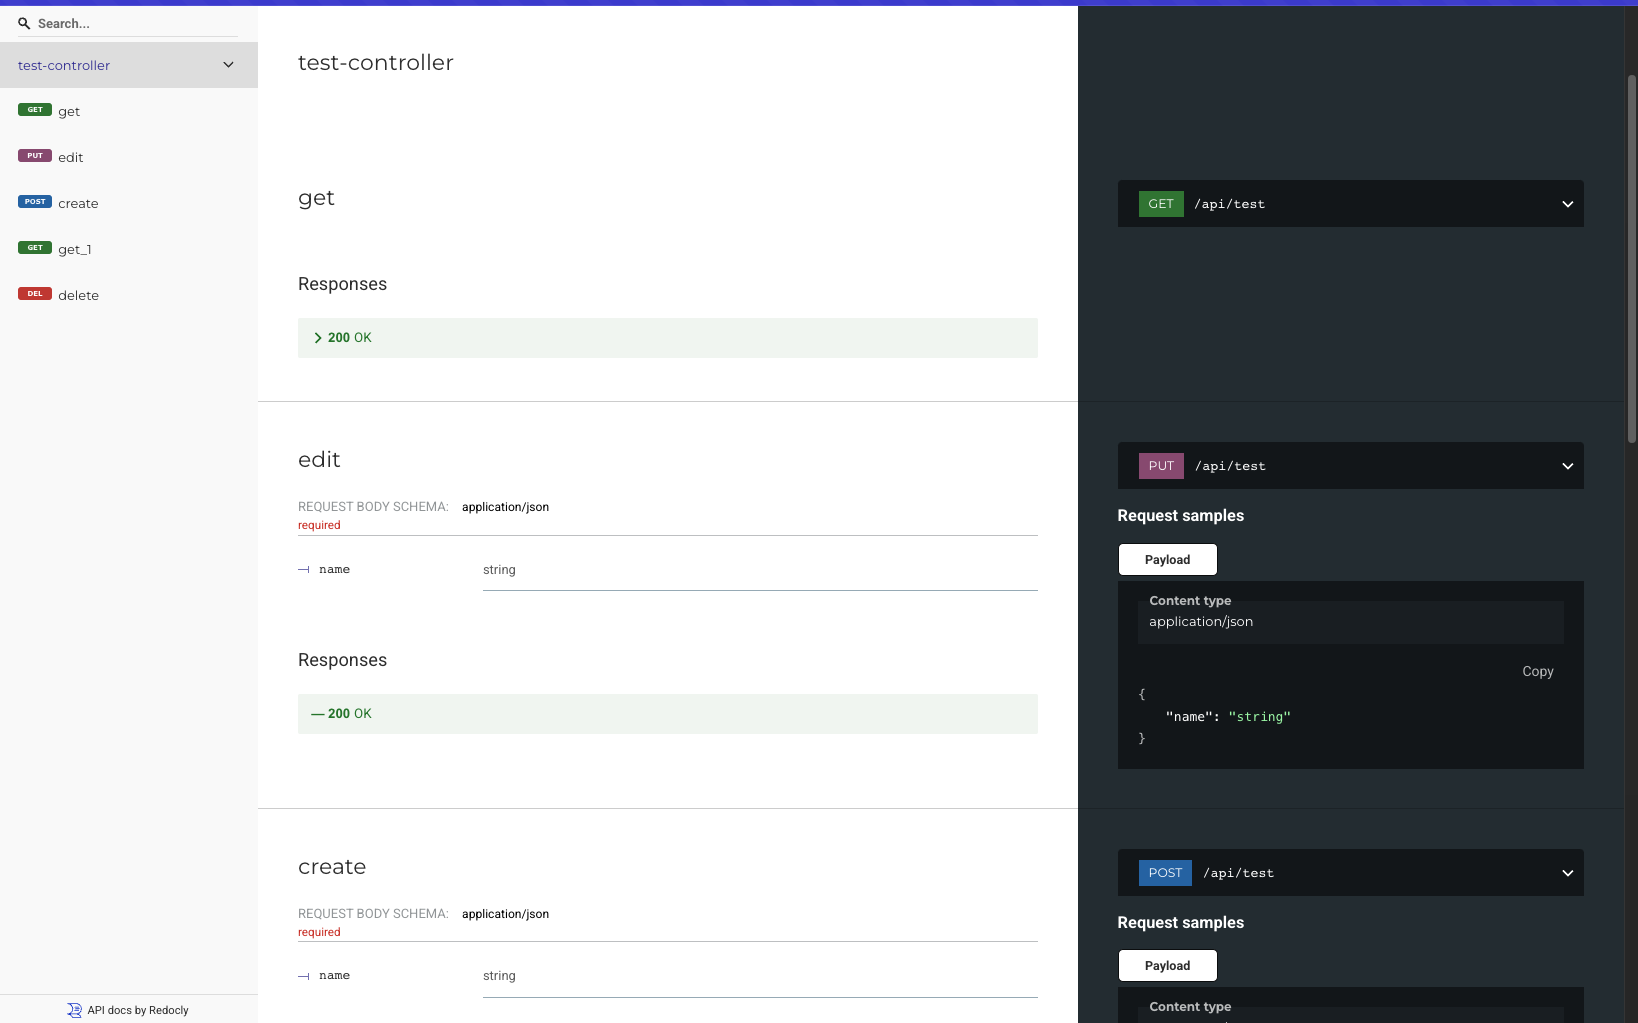 Search...
test-controller
GET get
PUT edit
POST create
GET get_1
DEL delete
API docs by Redocly
test-controller
get
Responses
200 OK
GET /api/test
edit
REQUEST BODY SCHEMA: application/json
required
name string
Responses
200 OK
PUT /api/test
Request samples
Payload
Content type
application/json
Copy
{
"name": "string"
}
create
REQUEST BODY SCHEMA: application/json
required
name string
POST /api/test
Request samples
Payload
Content type